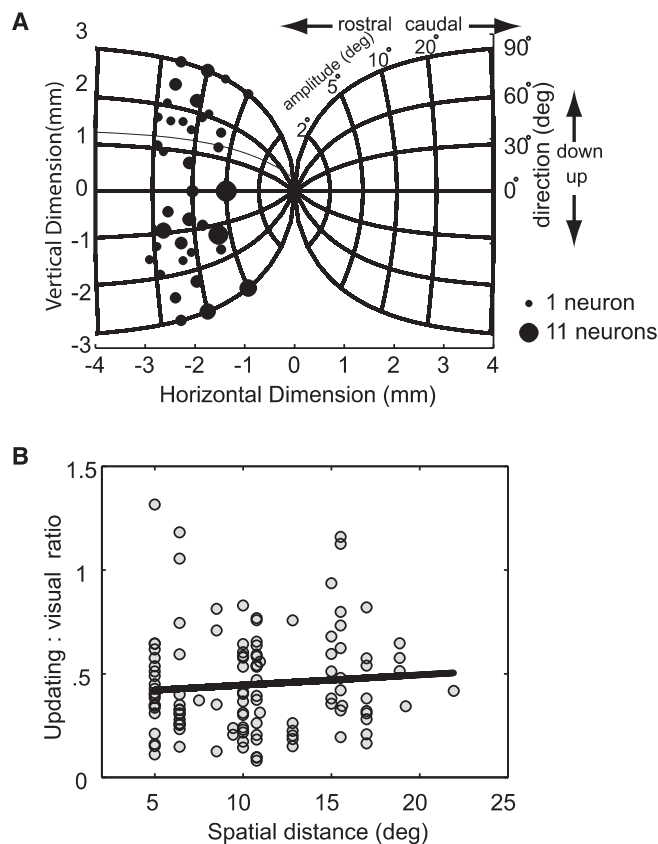 A
rostral caudal
amplitude (deg)
2° 5° 10° 20°
90°
60°
30°
0°
direction (deg)
down
up
3
2
1
0
-1
-2
-3
Vertical Dimension(mm)
-4 -3 -2 -1 0 1 2 3 4
Horizontal Dimension (mm)
1 neuron
11 neurons
B
1.5
1
.5
0
Updating : visual ratio
5 10 15 20 25
Spatial distance (deg)